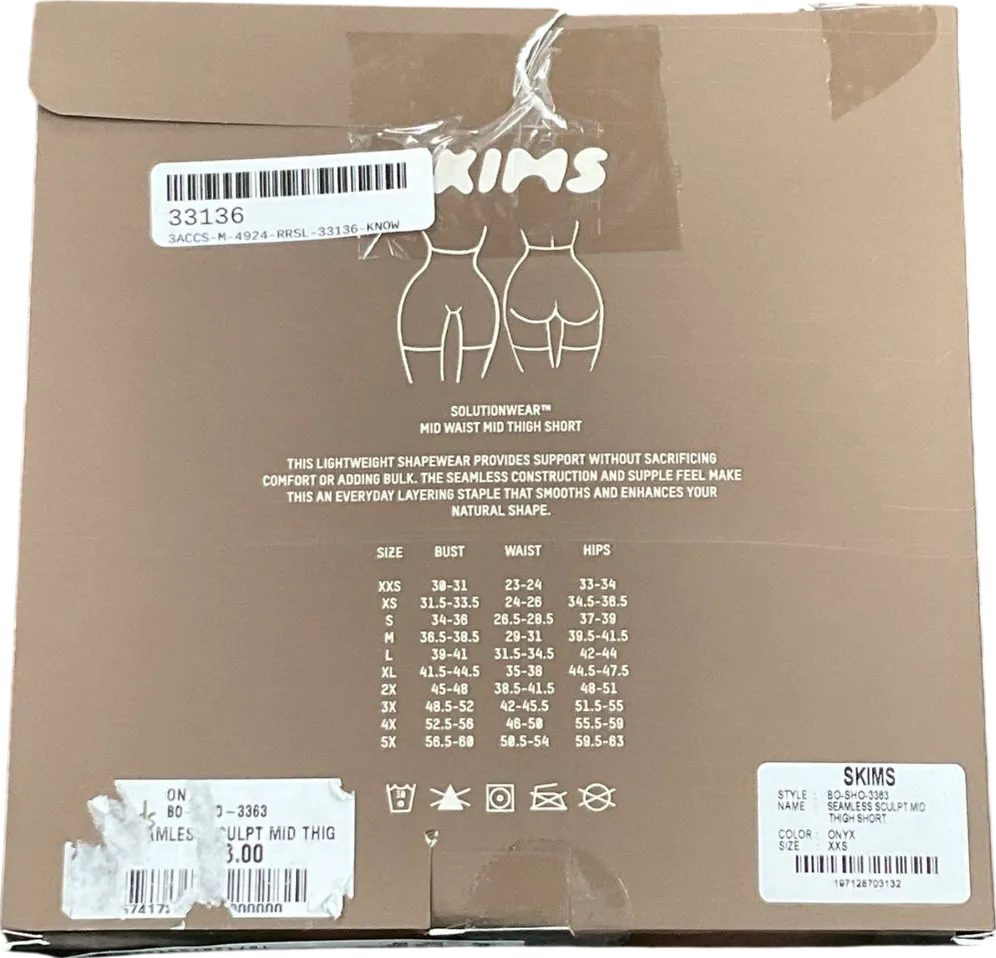 SKIMS
33136
3ACCS-M-4924-RRSL-33136-KNOW
SOLUTIONWEAR™
MID WAIST MID THIGH SHORT
THIS LIGHTWEIGHT SHAPEWEAR PROVIDES SUPPORT WITHOUT SACRIFICING
COMFORT OR ADDING BULK. THE SEAMLESS CONSTRUCTION AND SUPPLE FEEL MAKE
THIS AN EVERYDAY LAYERING STAPLE THAT SMOOTHS AND ENHANCES YOUR
NATURAL SHAPE.
SIZE BUST WAIST HIPS
XXS 30-31 23-24 33-34
XS 31.5-33.5 24-26 34.5-36.5
S 34-36 26.5-28.5 37-39
M 36.5-38.5 29-31 39.5-41.5
L 39-41 31.5-34.5 42-44
XL 41.5-44.5 35-38 44.5-47.5
2X 45-48 38.5-41.5 48-51
3X 48.5-52 42-45.5 51.5-55
4X 52.5-56 46-50 55.5-59
5X 56.5-60 50.5-54 59.5-63
30
ON
BO- O-3363
MLES CULPT MID THIG
8.00
SKIMS
STYLE : BO-SHO-3363
NAME : SEAMLESS SCULPT MID
THIGH SHORT
COLOR : ONYX
SIZE : XXS
197128703132